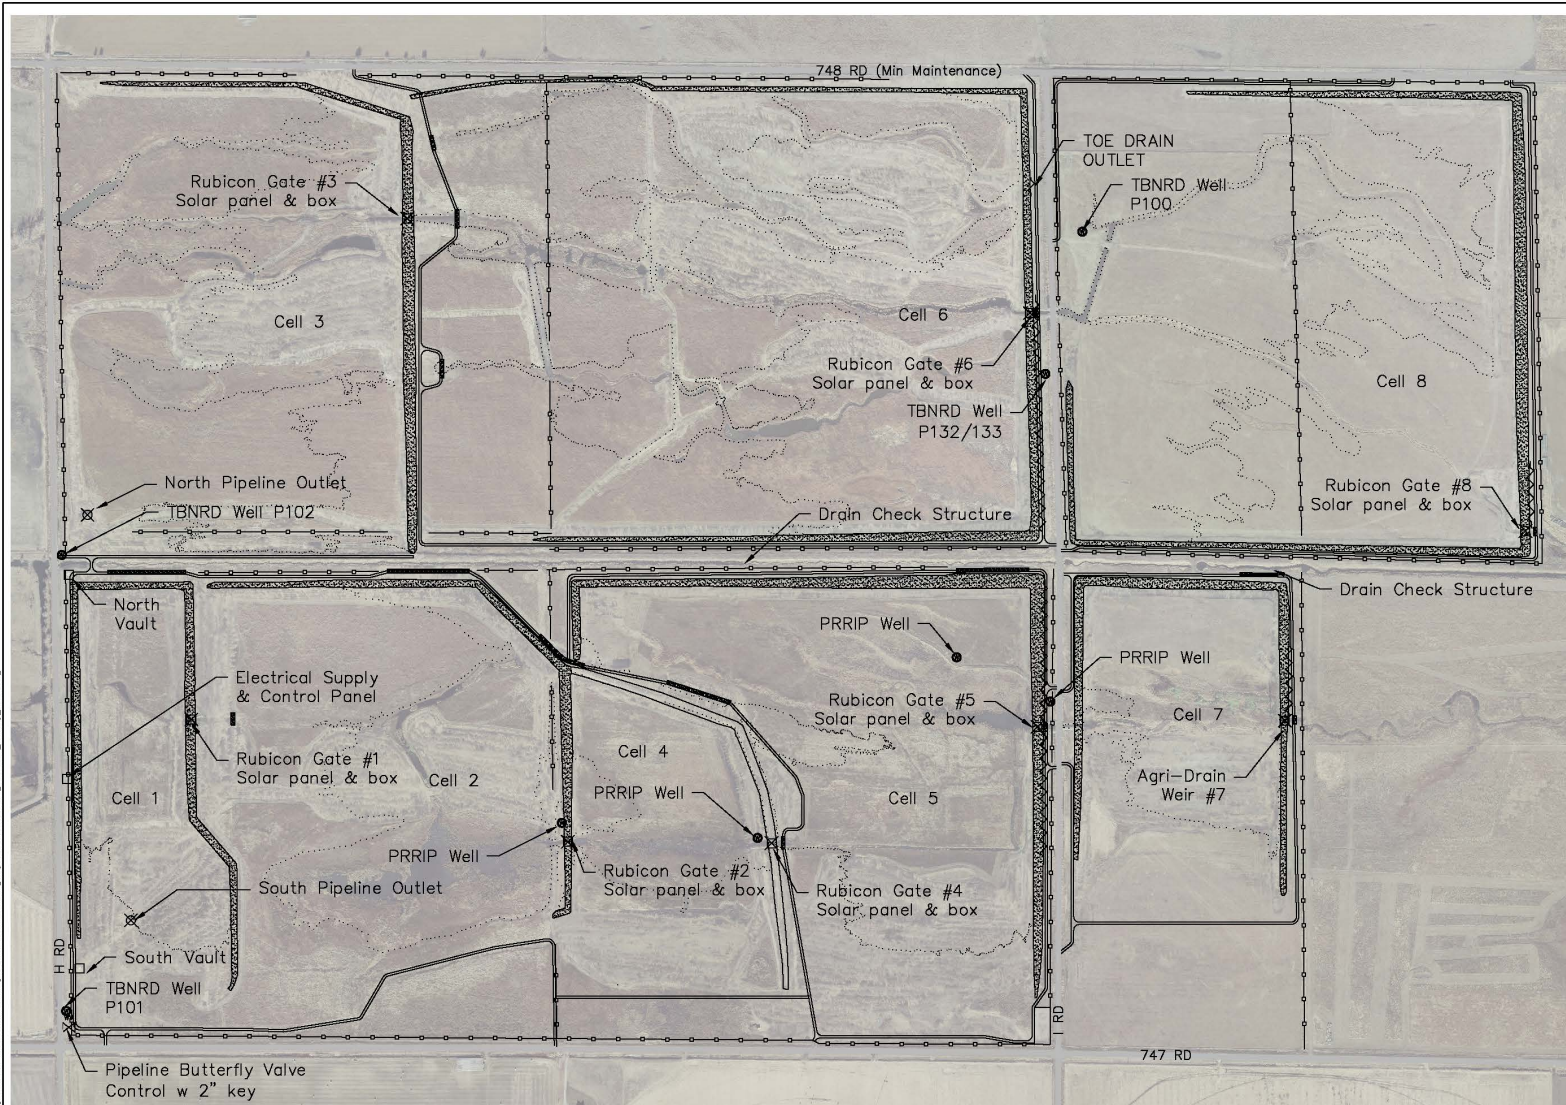 748 RD (Min Maintenance)
TOE DRAIN
OUTLET
TBNRD Well
P100
Rubicon Gate #3
Solar panel & box
Cell 3
Cell 6
Rubicon Gate #6
Solar panel & box
Cell 8
TBNRD Well
P132/133
North Pipeline Outlet
TBNRD Well P102
Drain Check Structure
Rubicon Gate #8
Solar panel & box
North
Vault
Drain Check Structure
PRRIP Well
PRRIP Well
Electrical Supply
& Control Panel
Rubicon Gate #5
Solar panel & box
Cell 7
Rubicon Gate #1
Solar panel & box
Cell 2
Cell 4
Cell 1
PRRIP Well
Cell 5
Agri-Drain
Weir #7
PRRIP Well
Rubicon Gate #2
Solar panel & box
Rubicon Gate #4
Solar panel & box
South Pipeline Outlet
H RD
South Vault
TBNRD Well
P101
I RD
747 RD
Pipeline Butterfly Valve
Control w 2" key